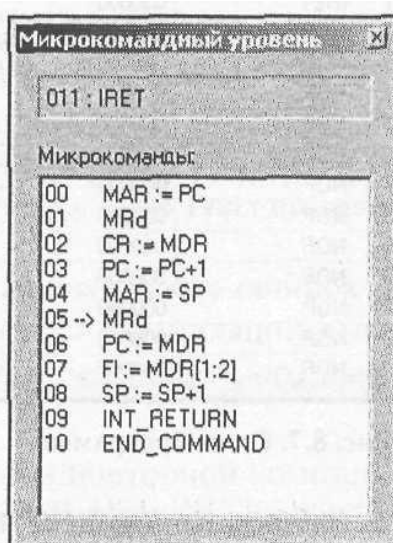 Микрокомандный уровень
011 : IRET
Микрокоманды:
00 MAR := PC
01 MRd
02 CR := MDR
03 PC := PC+1
04 MAR := SP
05 --> MRd
06 PC := MDR
07 FI := MDR[1:2]
08 SP := SP+1
09 INT_RETURN
10 END_COMMAND